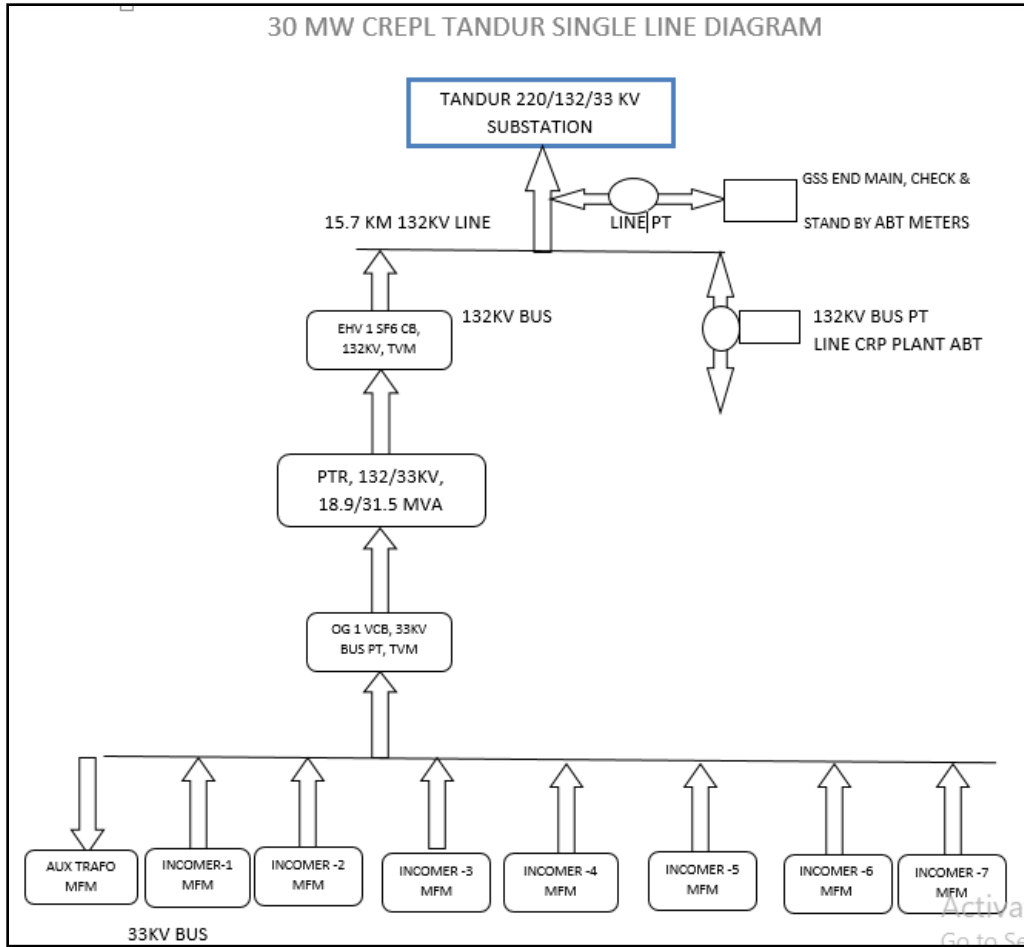 30 MW CREPL TANDUR SINGLE LINE DIAGRAM
TANDUR 220/132/33 KV
SUBSTATION
GSS END MAIN, CHECK &
STAND BY ABT METERS
15.7 KM 132KV LINE
LINE PT
132KV BUS
EHV 1 SF6 CB,
132KV, TVM
132KV BUS PT
LINE CRP PLANT ABT
PTR, 132/33KV,
18.9/31.5 MVA
OG 1 VCB, 33KV
BUS PT, TVM
AUX TRAFO
MFM
INCOMER-1
MFM
INCOMER -2
MFM
INCOMER -3
MFM
INCOMER -4
MFM
INCOMER -5
MFM
INCOMER -6
MFM
INCOMER -7
MFM
33KV BUS
Activa
Go to Se